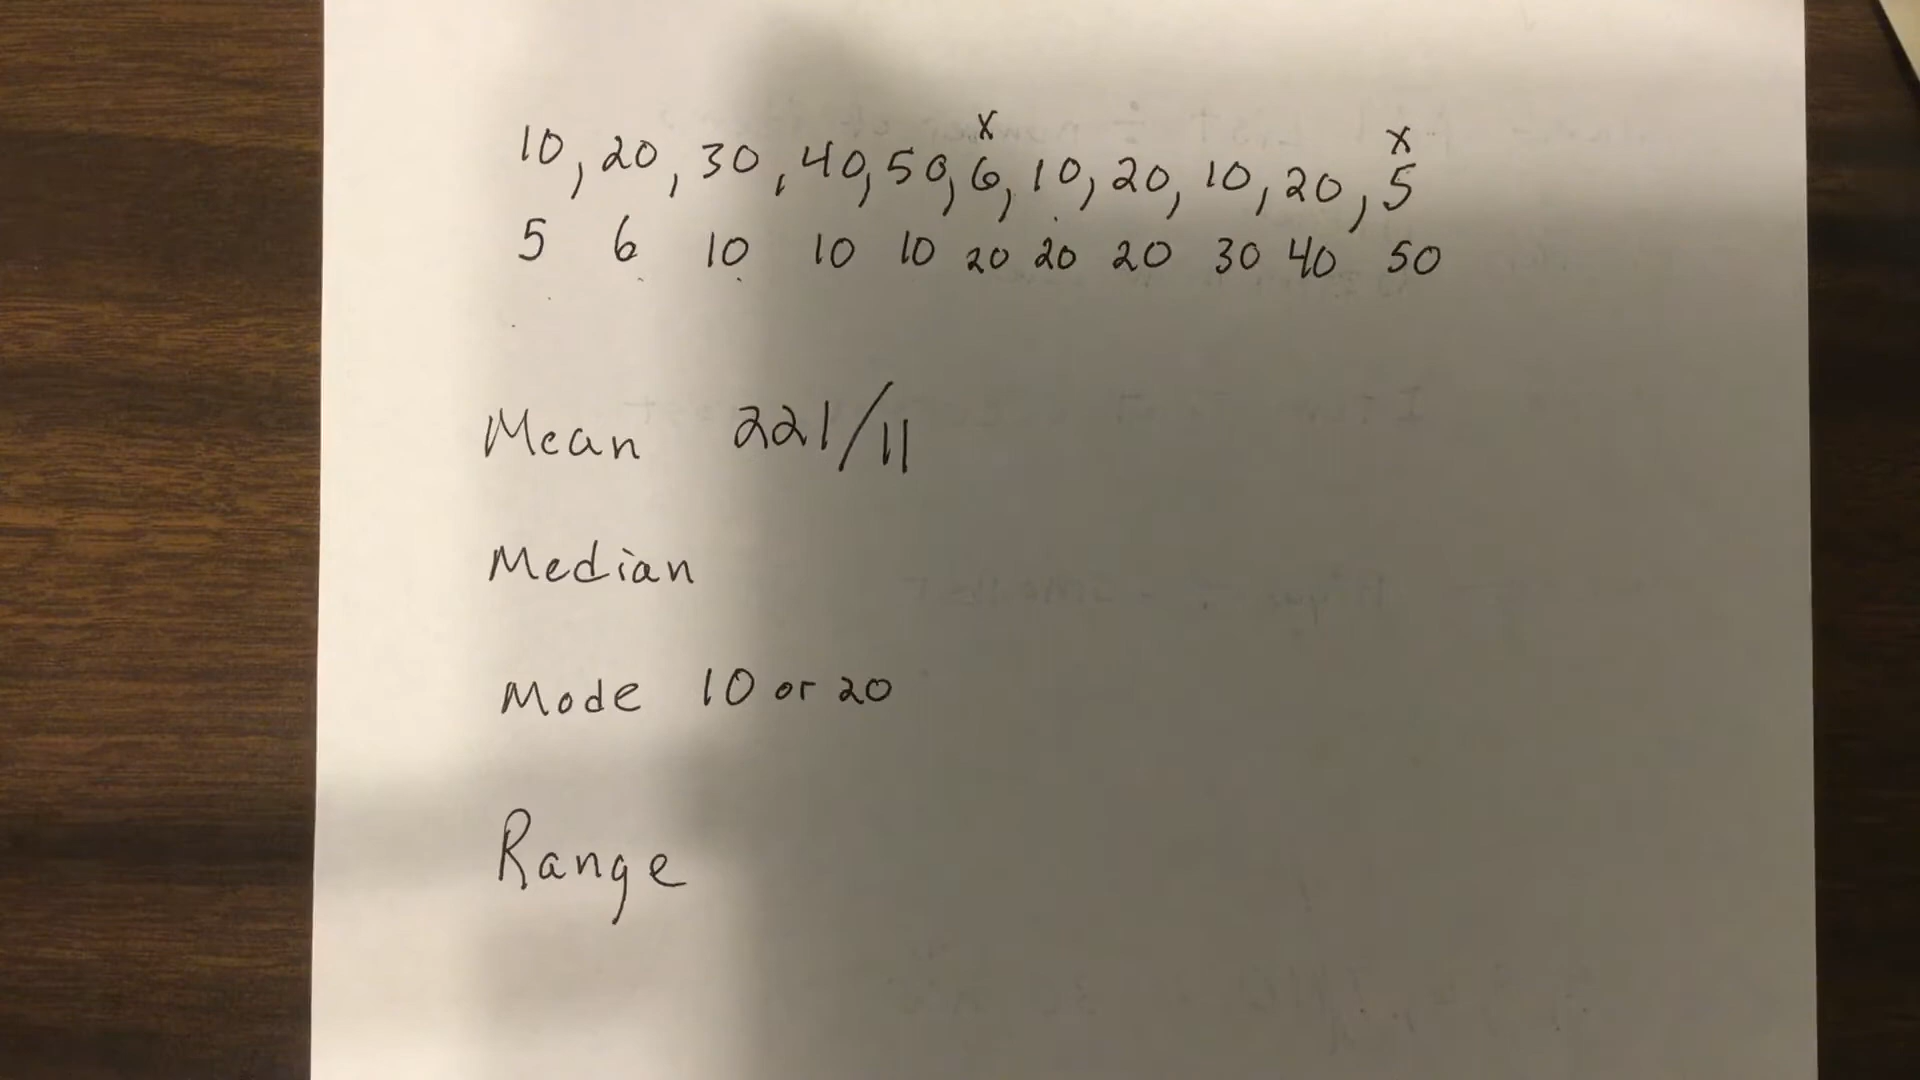 x x
10, 20, 30, 40, 50, 6, 10, 20, 10, 20, 5
5 6 10 10 10 20 20 20 30 40 50
Mean 221/11
Median
Mode 10 or 20
Range